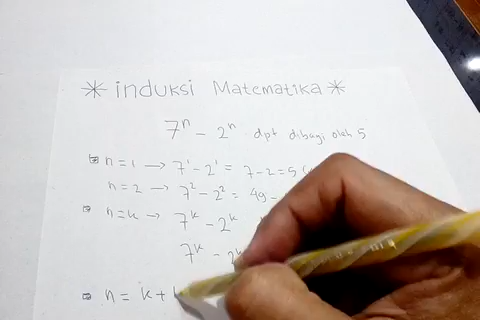 * induksi Matematika *
7ⁿ - 2ⁿ dpt dibagi oleh 5
n = 1 → 7¹ - 2¹ = 7 - 2 = 5
n = 2 → 7² - 2² = 49 -
n = k → 7ᵏ - 2ᵏ
7ᵏ - 2ᵏ
n = k +